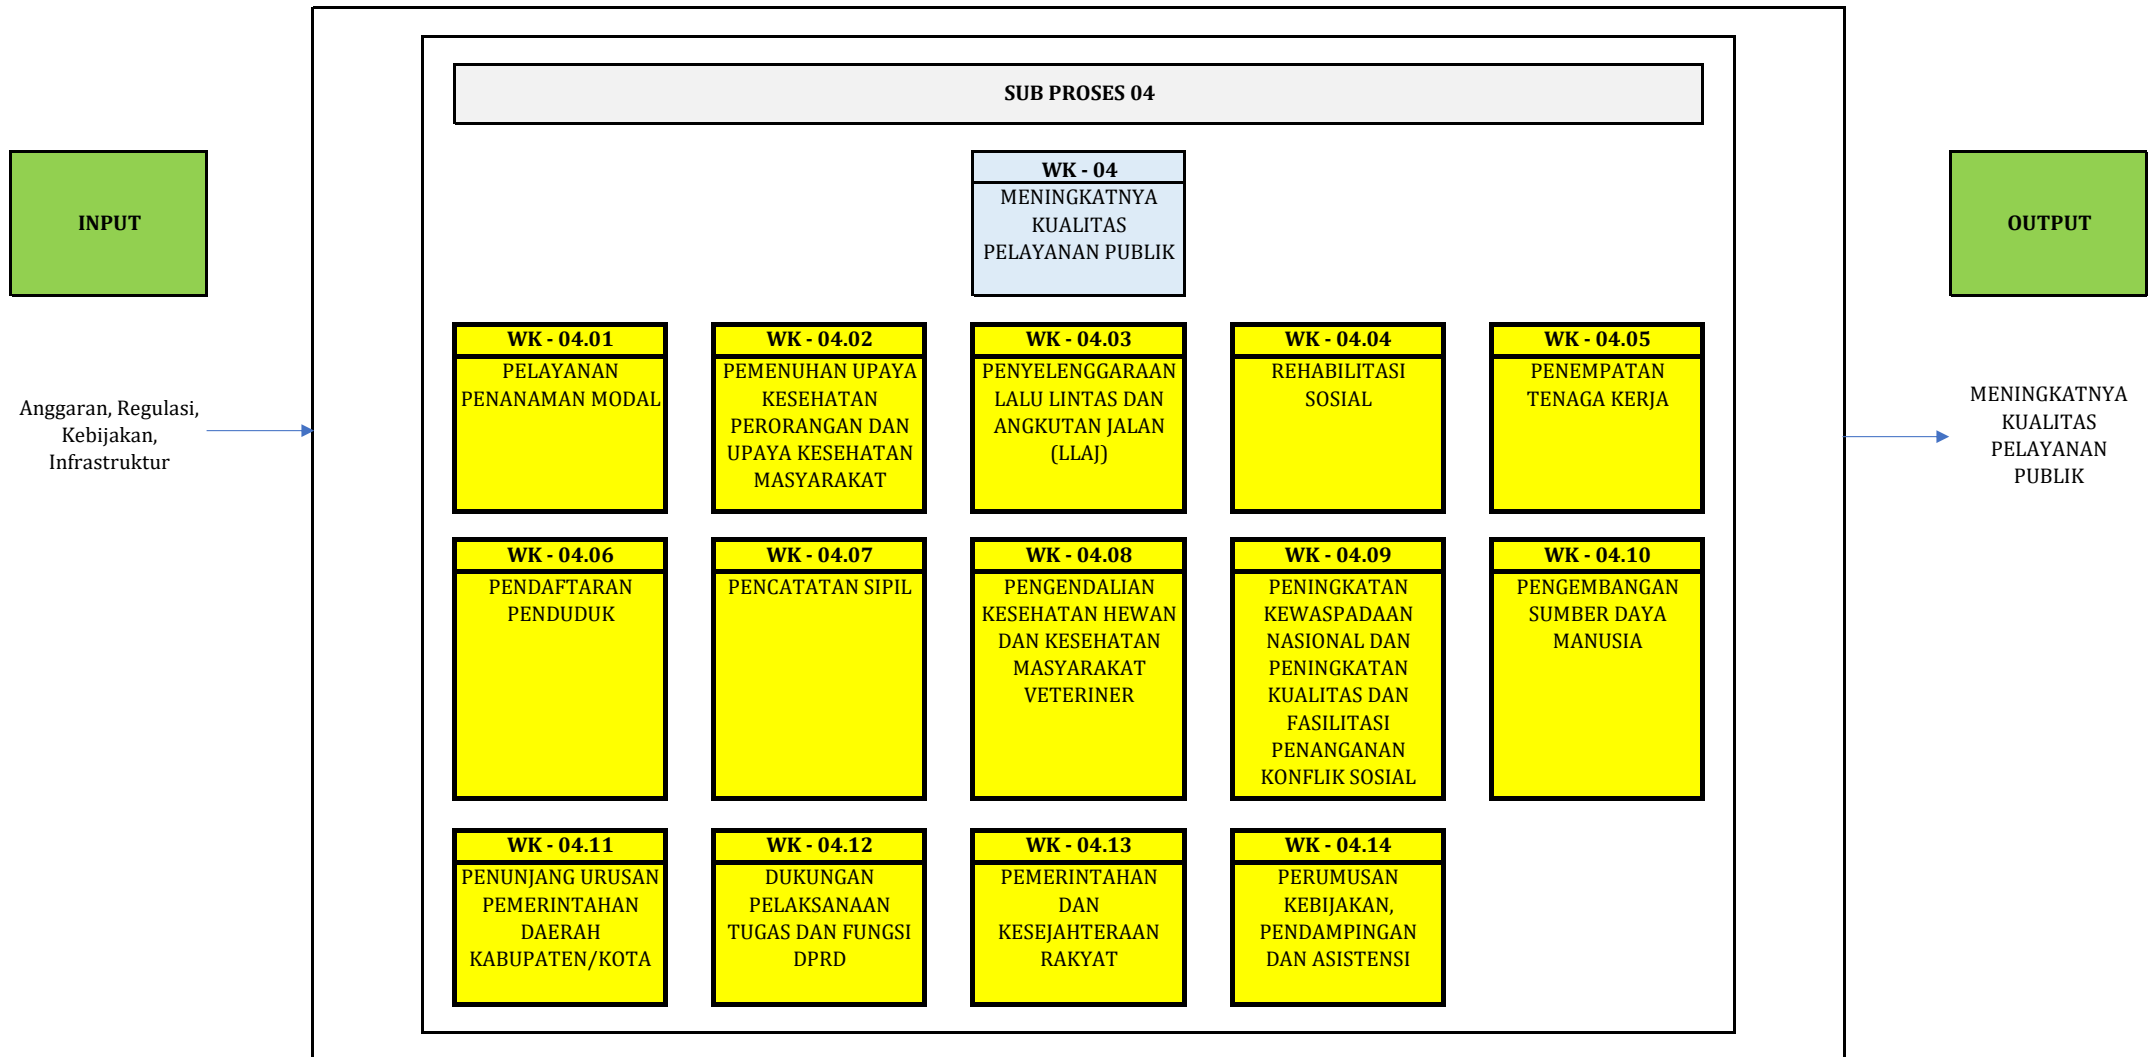 SUB PROSES 04
INPUT
Anggaran, Regulasi,
Kebijakan,
Infrastruktur
WK - 04
MENINGKATNYA
KUALITAS
PELAYANAN PUBLIK
WK - 04.01
PELAYANAN
PENANAMAN MODAL
WK - 04.02
PEMENUHAN UPAYA
KESEHATAN
PERORANGAN DAN
UPAYA KESEHATAN
MASYARAKAT
WK - 04.03
PENYELENGGARAAN
LALU LINTAS DAN
ANGKUTAN JALAN
(LLAJ)
WK - 04.04
REHABILITASI
SOSIAL
WK - 04.05
PENEMPATAN
TENAGA KERJA
WK - 04.06
PENDAFTARAN
PENDUDUK
WK - 04.07
PENCATATAN SIPIL
WK - 04.08
PENGENDALIAN
KESEHATAN HEWAN
DAN KESEHATAN
MASYARAKAT
VETERINER
WK - 04.09
PENINGKATAN
KEWASPADAAN
NASIONAL DAN
PENINGKATAN
KUALITAS DAN
FASILITASI
PENANGANAN
KONFLIK SOSIAL
WK - 04.10
PENGEMBANGAN
SUMBER DAYA
MANUSIA
WK - 04.11
PENUNJANG URUSAN
PEMERINTAHAN
DAERAH
KABUPATEN/KOTA
WK - 04.12
DUKUNGAN
PELAKSANAAN
TUGAS DAN FUNGSI
DPRD
WK - 04.13
PEMERINTAHAN
DAN
KESEJAHTERAAN
RAKYAT
WK - 04.14
PERUMUSAN
KEBIJAKAN,
PENDAMPINGAN
DAN ASISTENSI
OUTPUT
MENINGKATNYA
KUALITAS
PELAYANAN
PUBLIK